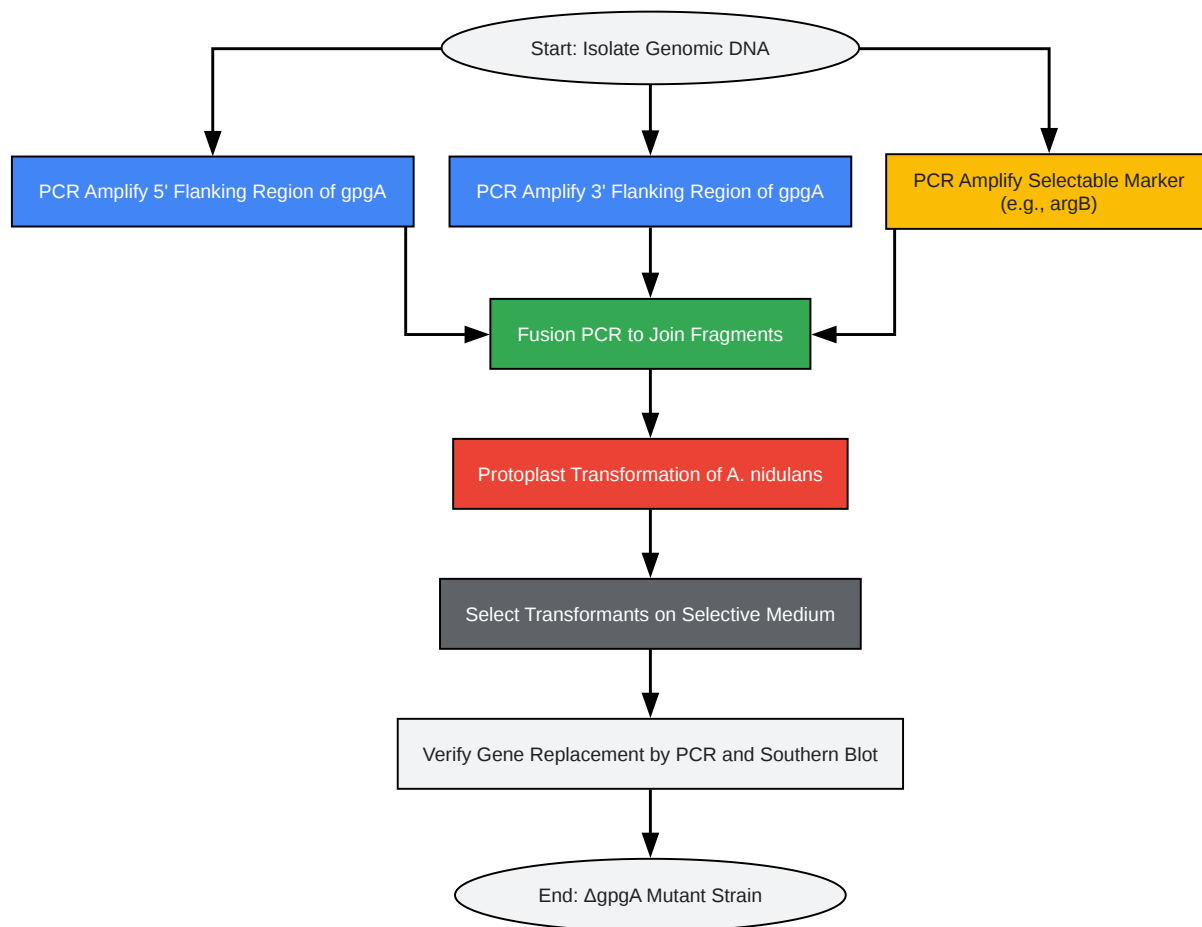 Start: Isolate Genomic DNA
PCR Amplify 5' Flanking Region of gpgA
PCR Amplify 3' Flanking Region of gpgA
PCR Amplify Selectable Marker
(e.g., argB)
Fusion PCR to Join Fragments
Protoplast Transformation of A. nidulans
Select Transformants on Selective Medium
Verify Gene Replacement by PCR and Southern Blot
End: ΔgpgA Mutant Strain